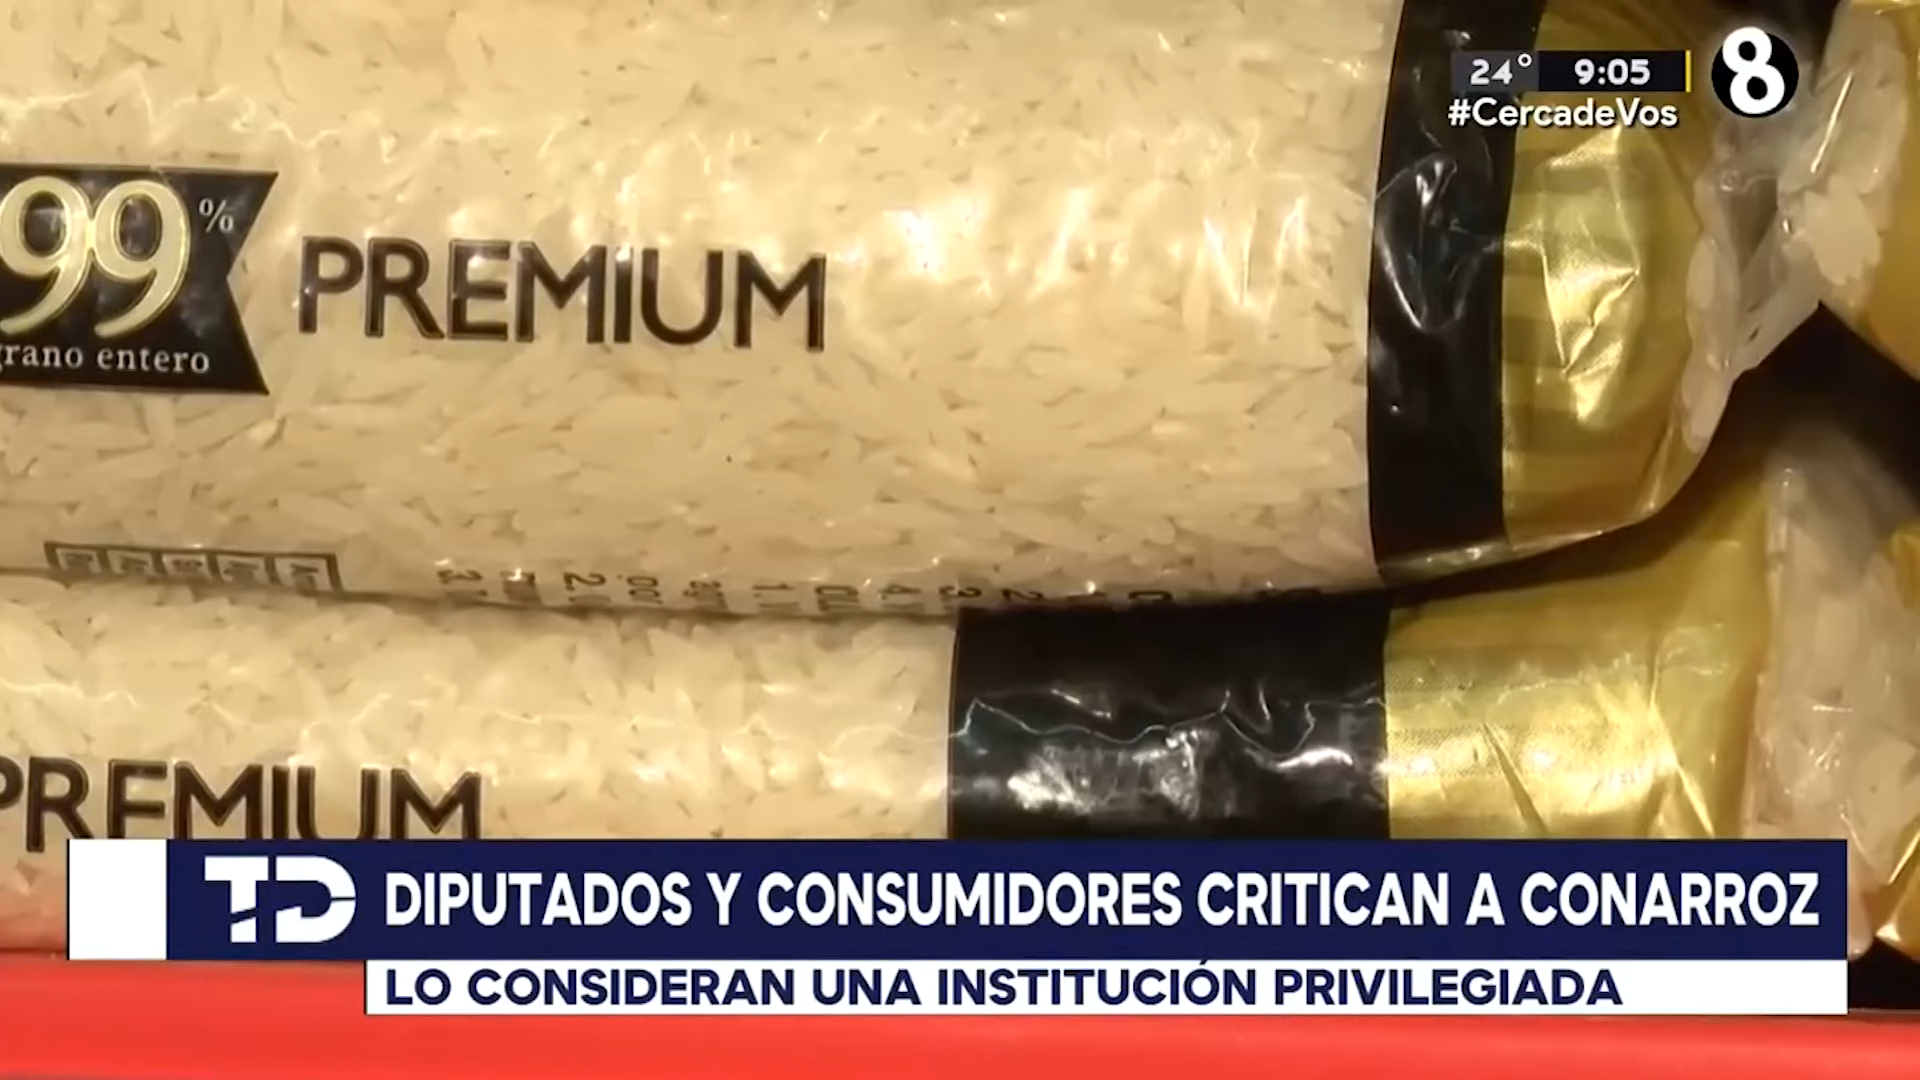 24° 9:05
8
#CercadeVos
99%
grano entero
PREMIUM
PREMIUM
TD DIPUTADOS Y CONSUMIDORES CRITICAN A CONARROZ
LO CONSIDERAN UNA INSTITUCIÓN PRIVILEGIADA